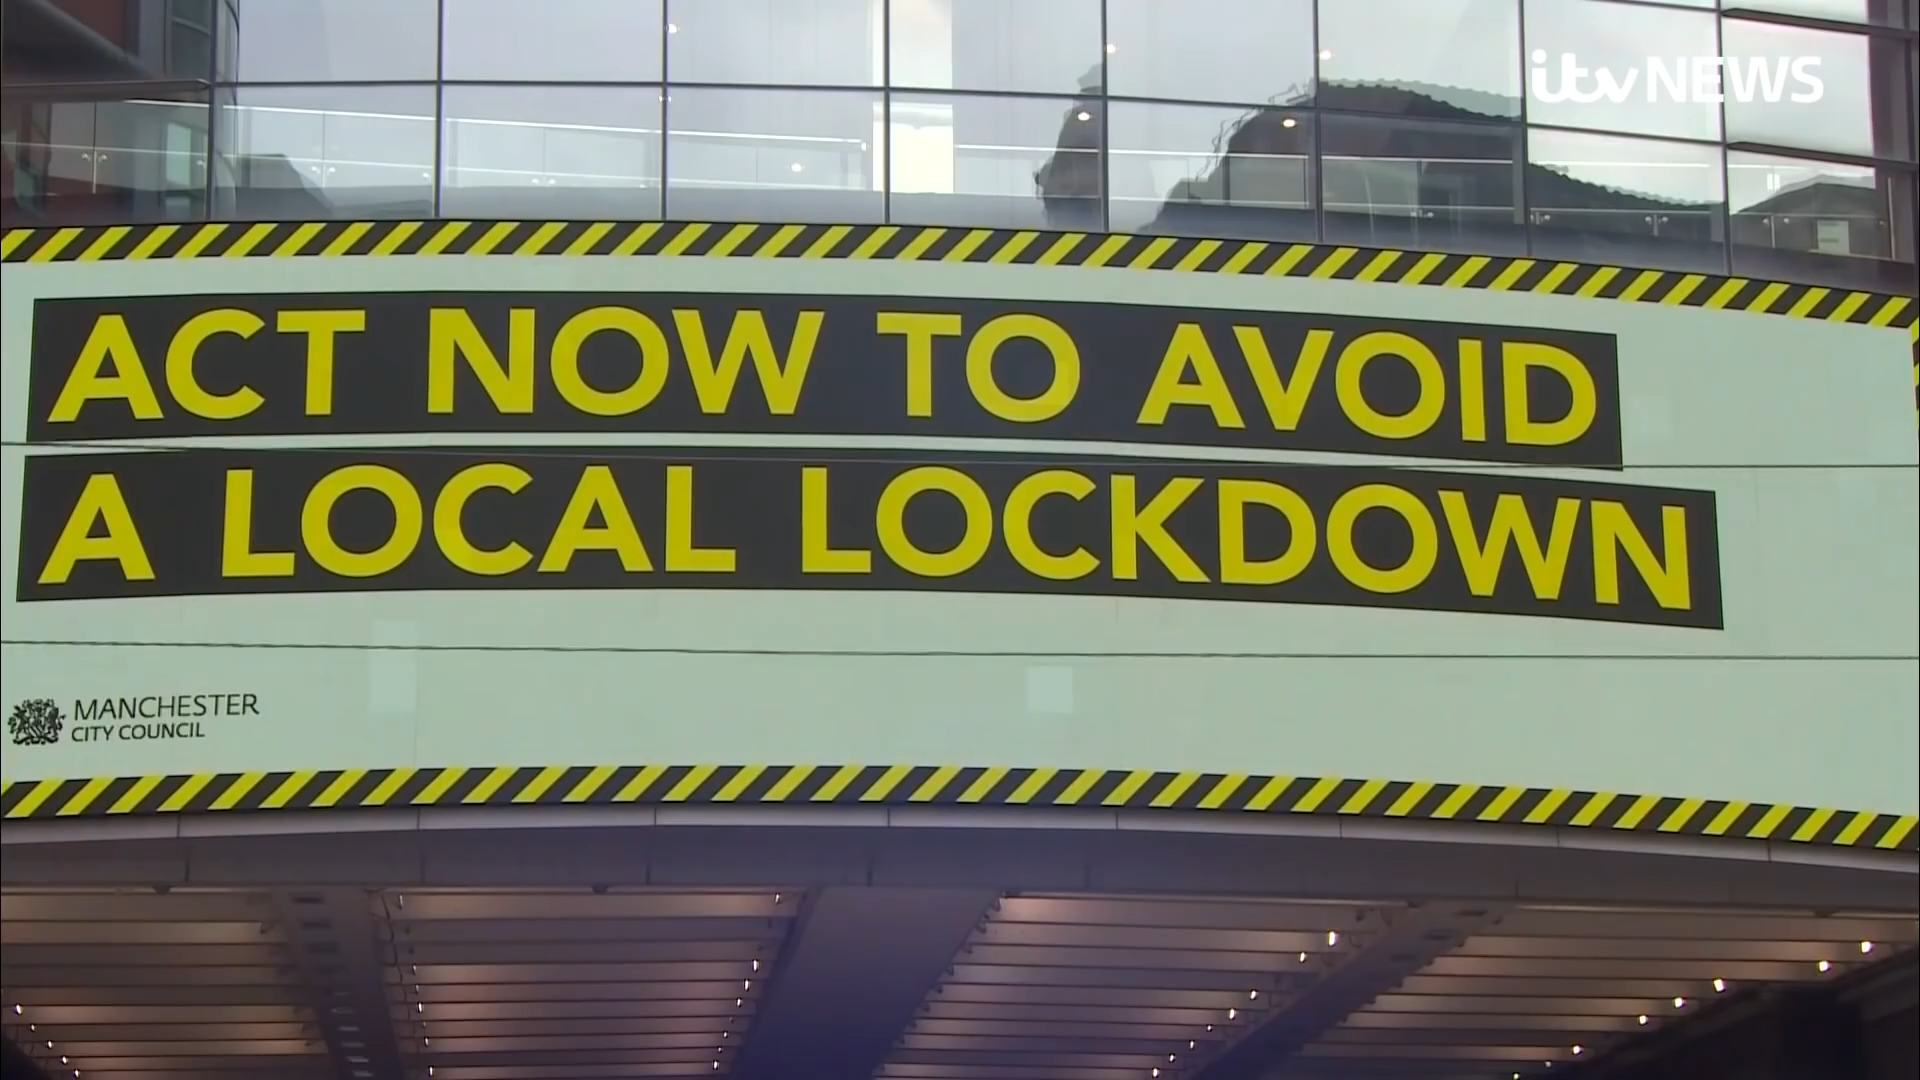 itv NEWS
ACT NOW TO AVOID
A LOCAL LOCKDOWN
MANCHESTER
CITY COUNCIL